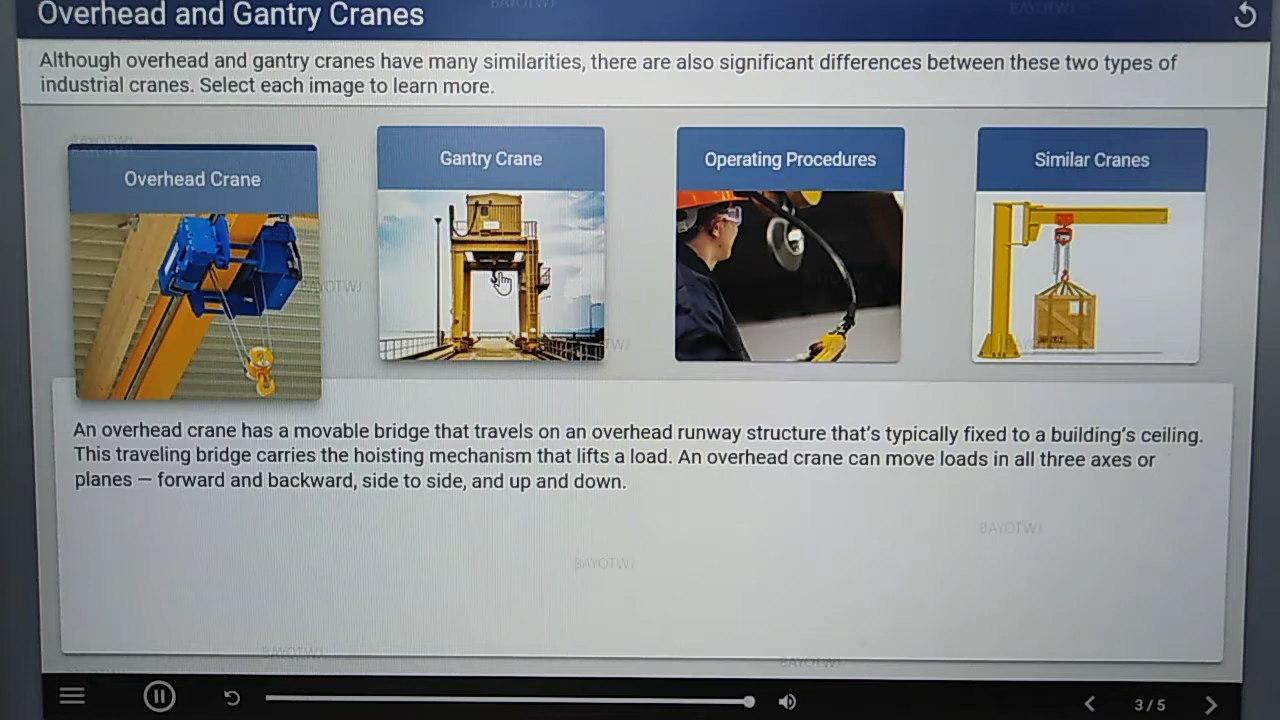 Overhead and Gantry Cranes
Although overhead and gantry cranes have many similarities, there are also significant differences between these two types of
industrial cranes. Select each image to learn more.
Overhead Crane
Gantry Crane
Operating Procedures
Similar Cranes
An overhead crane has a movable bridge that travels on an overhead runway structure that's typically fixed to a building's ceiling.
This traveling bridge carries the hoisting mechanism that lifts a load. An overhead crane can move loads in all three axes or
planes — forward and backward, side to side, and up and down.
BAYOTWJ
BAYOTWJ
3 / 5